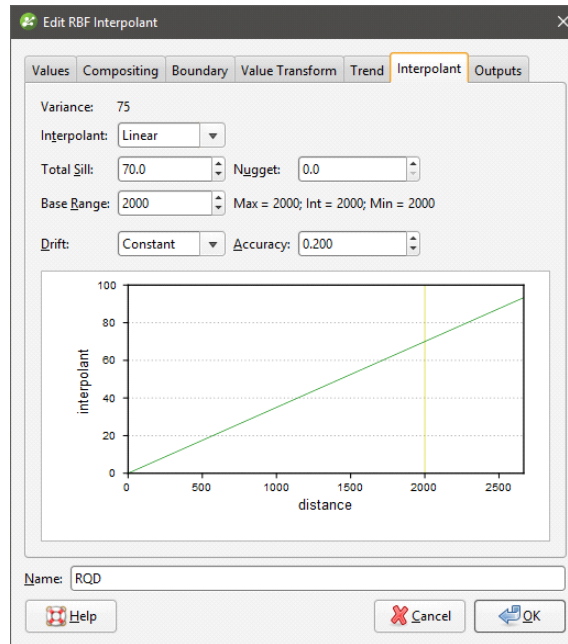 Edit RBF Interpolant
Values Compositing Boundary Value Transform Trend Interpolant Outputs
Variance: 75
Interpolant: Linear
Total Sill: 70.0 Nugget: 0.0
Base Range: 2000 Max = 2000; Int = 2000; Min = 2000
Drift: Constant Accuracy: 0.200
100
80
60
40
20
0
interpolant
0 500 1000 1500 2000 2500
distance
Name: RQD
Help Cancel OK